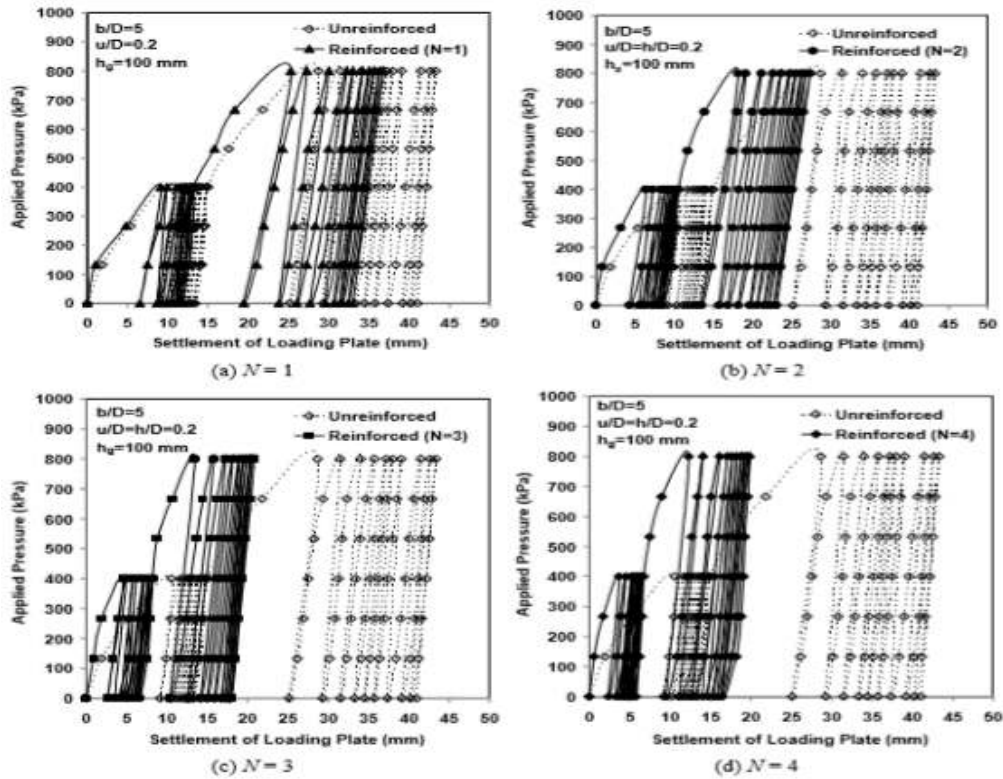 1000
900
800
700
600
500
400
300
200
100
0
Applied Pressure (kPa)
b/D=5
u/D=0.2
hg=100 mm
Unreinforced
Reinforced (N=1)
0 5 10 15 20 25 30 35 40 45 50
Settlement of Loading Plate (mm)
(a) N = 1
1000
900
800
700
600
500
400
300
200
100
0
Applied Pressure (kPa)
b/D=5
u/D=h/D=0.2
hg=100 mm
Unreinforced
Reinforced (N=2)
0 5 10 15 20 25 30 35 40 45 50
Settlement of Loading Plate (mm)
(b) N = 2
1000
900
800
700
600
500
400
300
200
100
0
Applied Pressure (kPa)
b/D=5
u/D=h/D=0.2
hg=100 mm
Unreinforced
Reinforced (N=3)
0 5 10 15 20 25 30 35 40 45 50
Settlement of Loading Plate (mm)
(c) N = 3
1000
900
800
700
600
500
400
300
200
100
0
Applied Pressure (kPa)
b/D=5
u/D=h/D=0.2
hg=100 mm
Unreinforced
Reinforced (N=4)
0 5 10 15 20 25 30 35 40 45 50
Settlement of Loading Plate (mm)
(d) N = 4